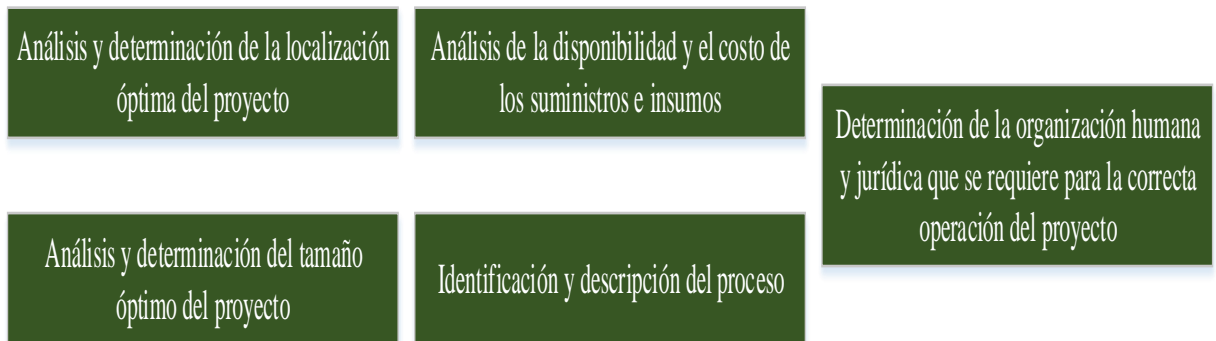 Análisis y determinación de la localización
óptima del proyecto
Análisis y determinación del tamaño
óptimo del proyecto
Análisis de la disponibilidad y el costo de
los suministros e insumos
Identificación y descripción del proceso
Determinación de la organización humana
y jurídica que se requiere para la correcta
operación del proyecto